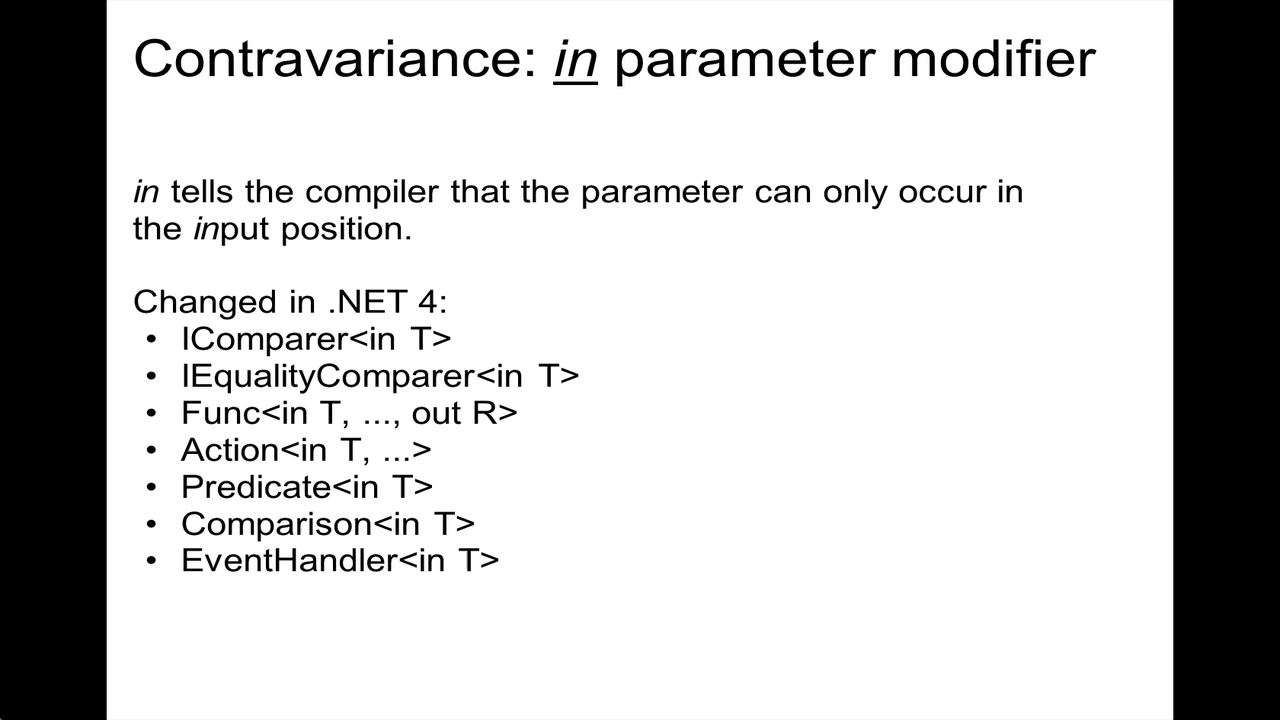 Contravariance: in parameter modifier
in tells the compiler that the parameter can only occur in
the input position.
Changed in .NET 4:
• IComparer<in T>
• IEqualityComparer<in T>
• Func<in T, ..., out R>
• Action<in T, ...>
• Predicate<in T>
• Comparison<in T>
• EventHandler<in T>